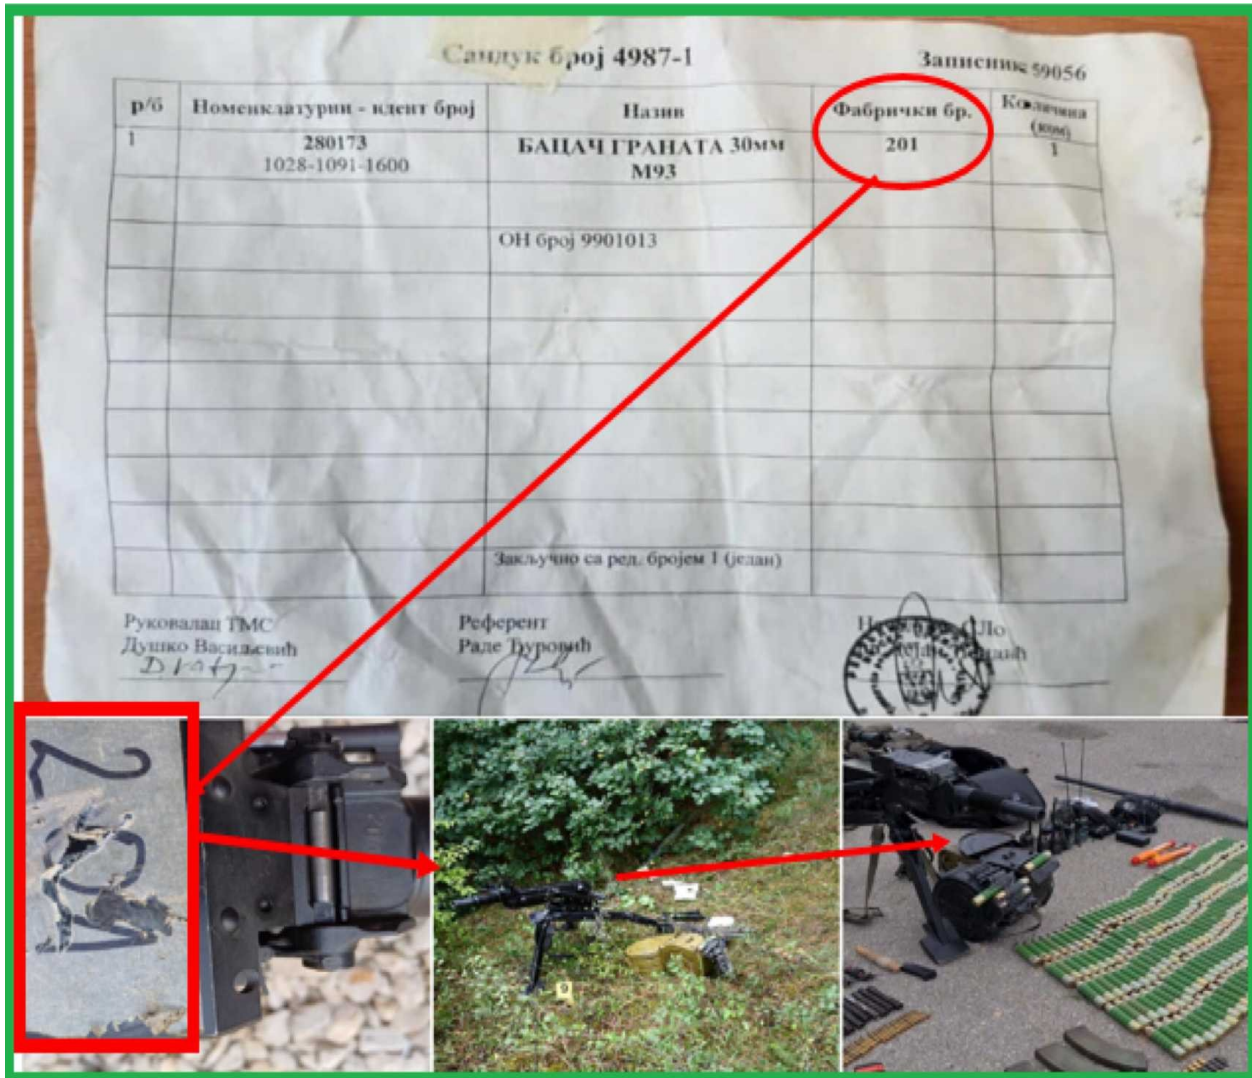 Сандук број 4987-1
Записник 59056
р/б Номенклатурни - идент број Назив Фабрички бр. Количина (ком)
1 280173 БАЦАЧ ГРАНАТА 30мм 201 1
1028-1091-1600 М93
ОН број 9901013
Закључно са ред. бројем 1 (један)
Руковалац ТМС Референт
Душко Васиљевић Раде Ђуровић
201
9